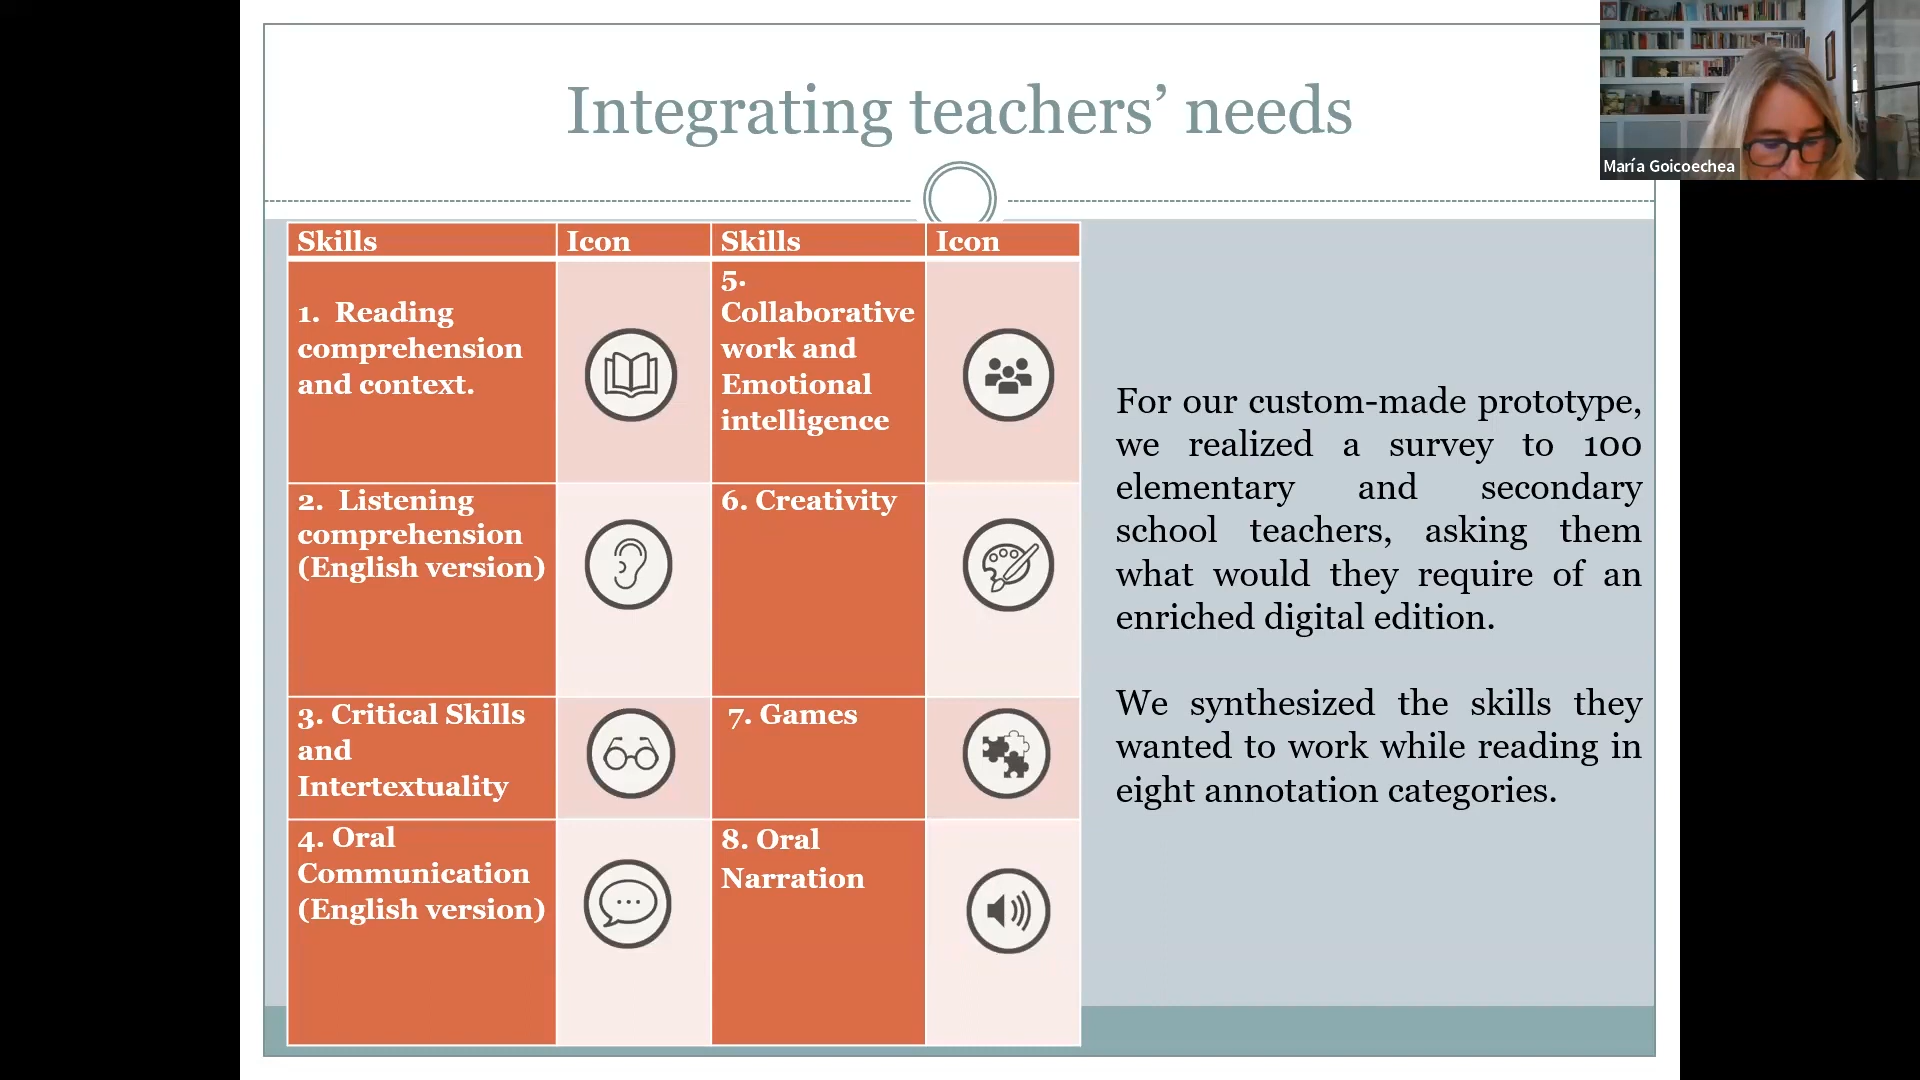 Integrating teachers’ needs
María Goicoechea
Skills Icon Skills Icon
1. Reading
comprehension
and context.
5.
Collaborative
work and
Emotional
intelligence
2. Listening
comprehension
(English version)
6. Creativity
3. Critical Skills
and
Intertextuality
7. Games
4. Oral
Communication
(English version)
8. Oral
Narration
For our custom-made prototype,
we realized a survey to 100
elementary and secondary
school teachers, asking them
what would they require of an
enriched digital edition.
We synthesized the skills they
wanted to work while reading in
eight annotation categories.